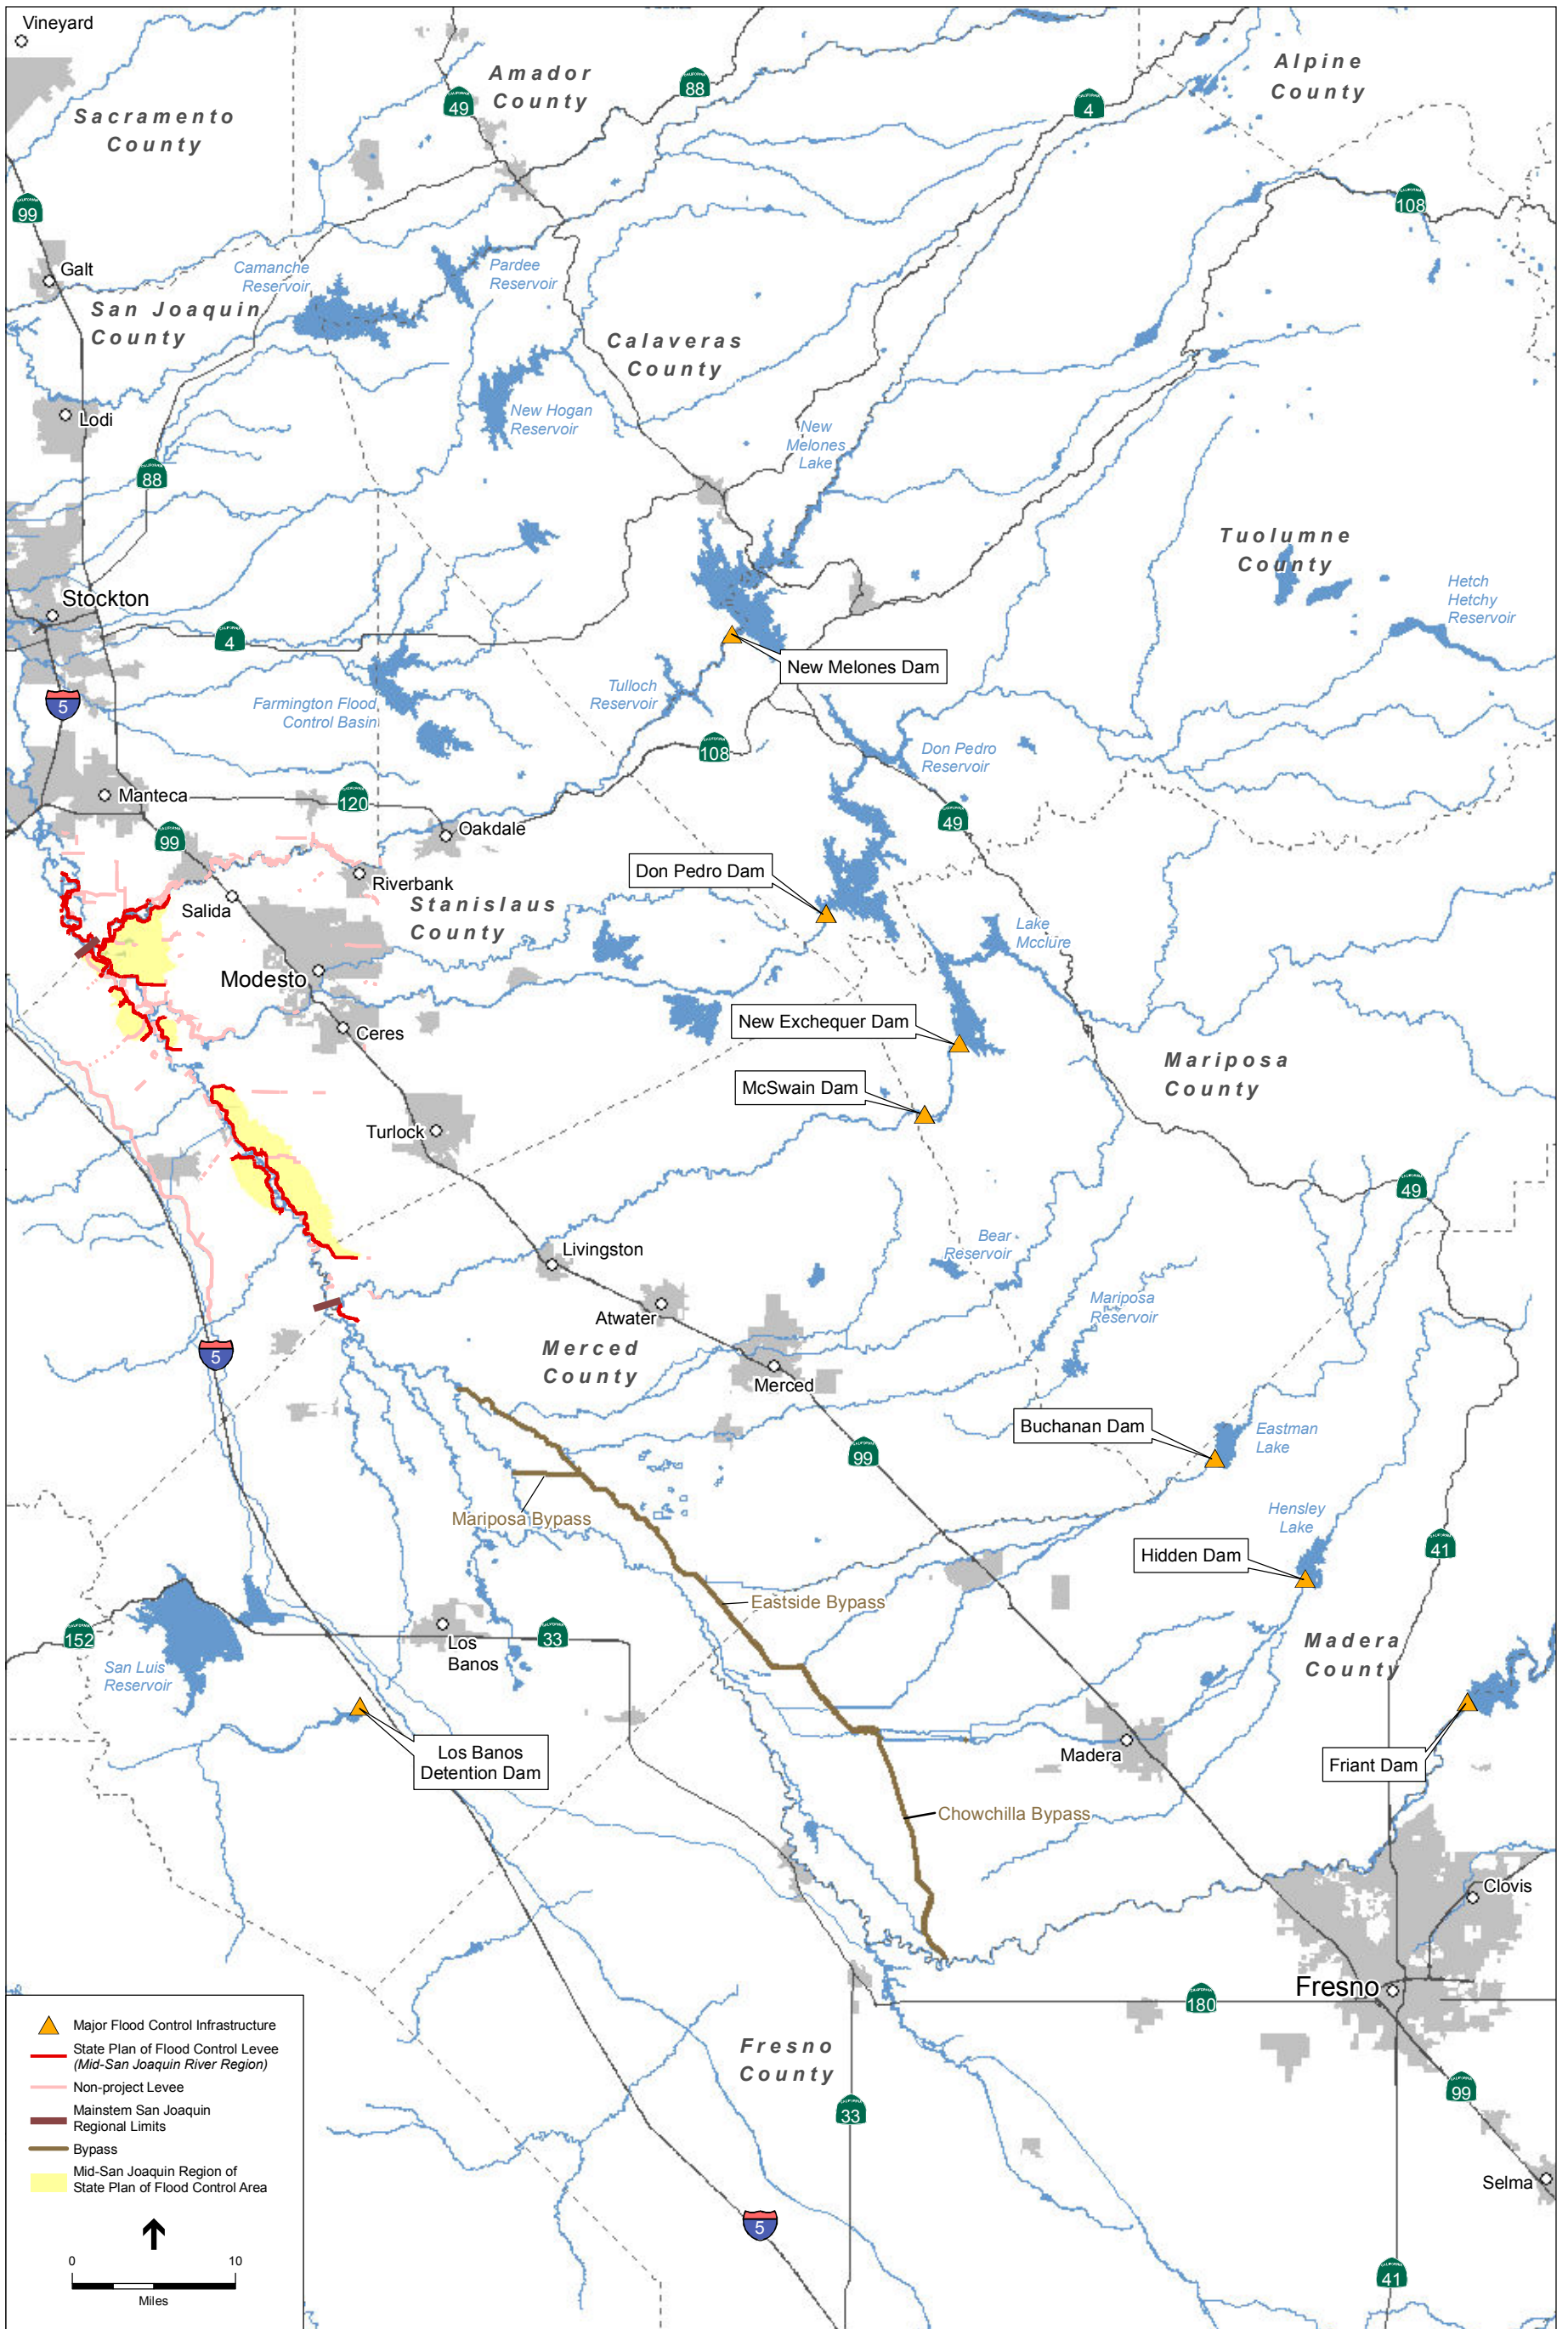 Vineyard
Amador
County
Alpine
County
88
49
4
Sacramento
County
99
108
Galt
Camanche
Reservoir
Pardee
Reservoir
San Joaquin
County
Calaveras
County
Lodi
New Hogan
Reservoir
New
Melones
Lake
88
Tuolumne
County
Hetch
Hetchy
Reservoir
Stockton
4
New Melones Dam
Tulloch
Reservoir
5
Farmington Flood
Control Basin
108
Don Pedro
Reservoir
Manteca
120
49
99
Oakdale
Don Pedro Dam
Riverbank
Salida
Stanislaus
County
Lake
Mcclure
Modesto
New Exchequer Dam
Ceres
Mariposa
County
McSwain Dam
Turlock
49
Livingston
Bear
Reservoir
Atwater
Mariposa
Reservoir
5
Merced
County
Merced
Buchanan Dam
Eastman
Lake
99
Mariposa Bypass
Hensley
Lake
41
Hidden Dam
Eastside Bypass
152
Los
Banos
33
Madera
County
San Luis
Reservoir
Los Banos
Detention Dam
Madera
Friant Dam
Chowchilla Bypass
Clovis
Fresno
180
Fresno
County
33
99
Selma
5
41
Major Flood Control Infrastructure
State Plan of Flood Control Levee
(Mid-San Joaquin River Region)
Non-project Levee
Mainstem San Joaquin
Regional Limits
Bypass
Mid-San Joaquin Region of
State Plan of Flood Control Area
0 10
Miles